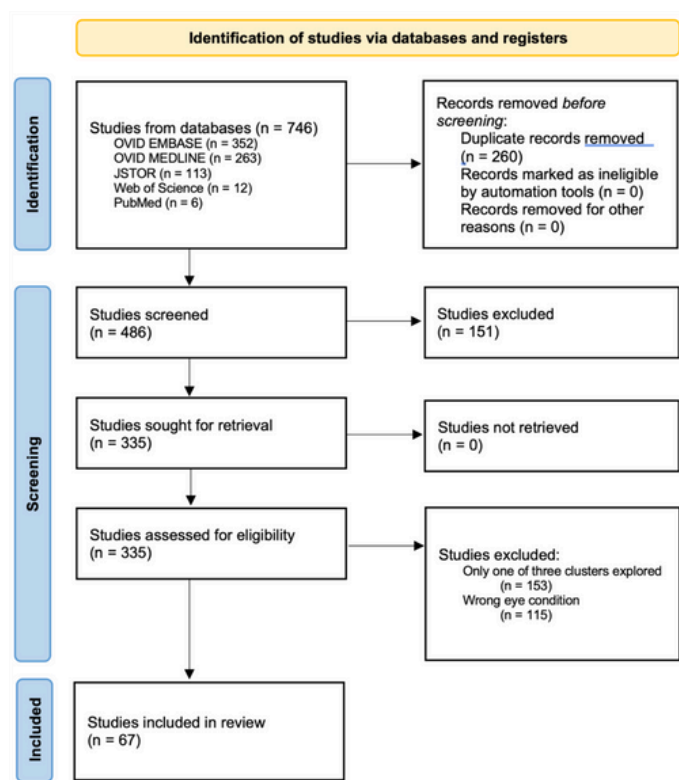 Identification of studies via databases and registers
Identification
Studies from databases (n = 746)
OVID EMBASE (n = 352)
OVID MEDLINE (n = 263)
JSTOR (n = 113)
Web of Science (n = 12)
PubMed (n = 6)
Records removed before
screening:
Duplicate records removed
(n = 260)
Records marked as ineligible
by automation tools (n = 0)
Records removed for other
reasons (n = 0)
Screening
Studies screened
(n = 486)
Studies excluded
(n = 151)
Studies sought for retrieval
(n = 335)
Studies not retrieved
(n = 0)
Studies assessed for eligibility
(n = 335)
Studies excluded:
Only one of three clusters explored
(n = 153)
Wrong eye condition
(n = 115)
Included
Studies included in review
(n = 67)